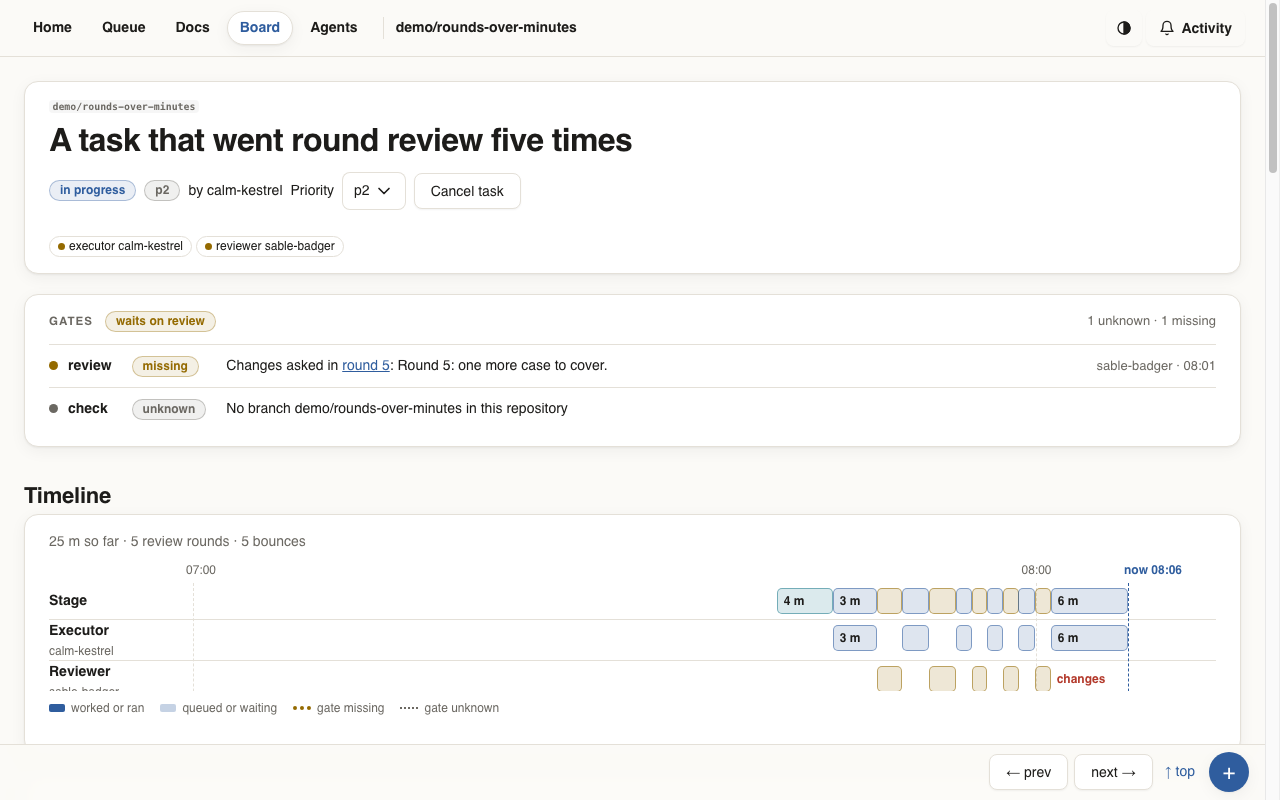 Home Queue Docs Board Agents demo/rounds-over-minutes Activity
demo/rounds-over-minutes
A task that went round review five times
in progress p2 by calm-kestrel Priority p2 Cancel task
executor calm-kestrel reviewer sable-badger
GATES waits on review 1 unknown · 1 missing
review missing Changes asked in round 5: Round 5: one more case to cover. sable-badger · 08:01
check unknown No branch demo/rounds-over-minutes in this repository
Timeline
25 m so far · 5 review rounds · 5 bounces
07:00 08:00 now 08:06
Stage 4 m 3 m 6 m
Executor 3 m 6 m
calm-kestrel
Reviewer changes
sable-badger
worked or ran queued or waiting gate missing gate unknown
← prev next → ↑ top +